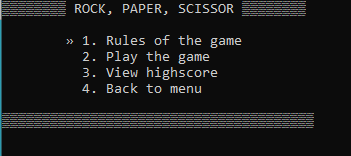 ROCK, PAPER, SCISSOR
» 1. Rules of the game
2. Play the game
3. View highscore
4. Back to menu